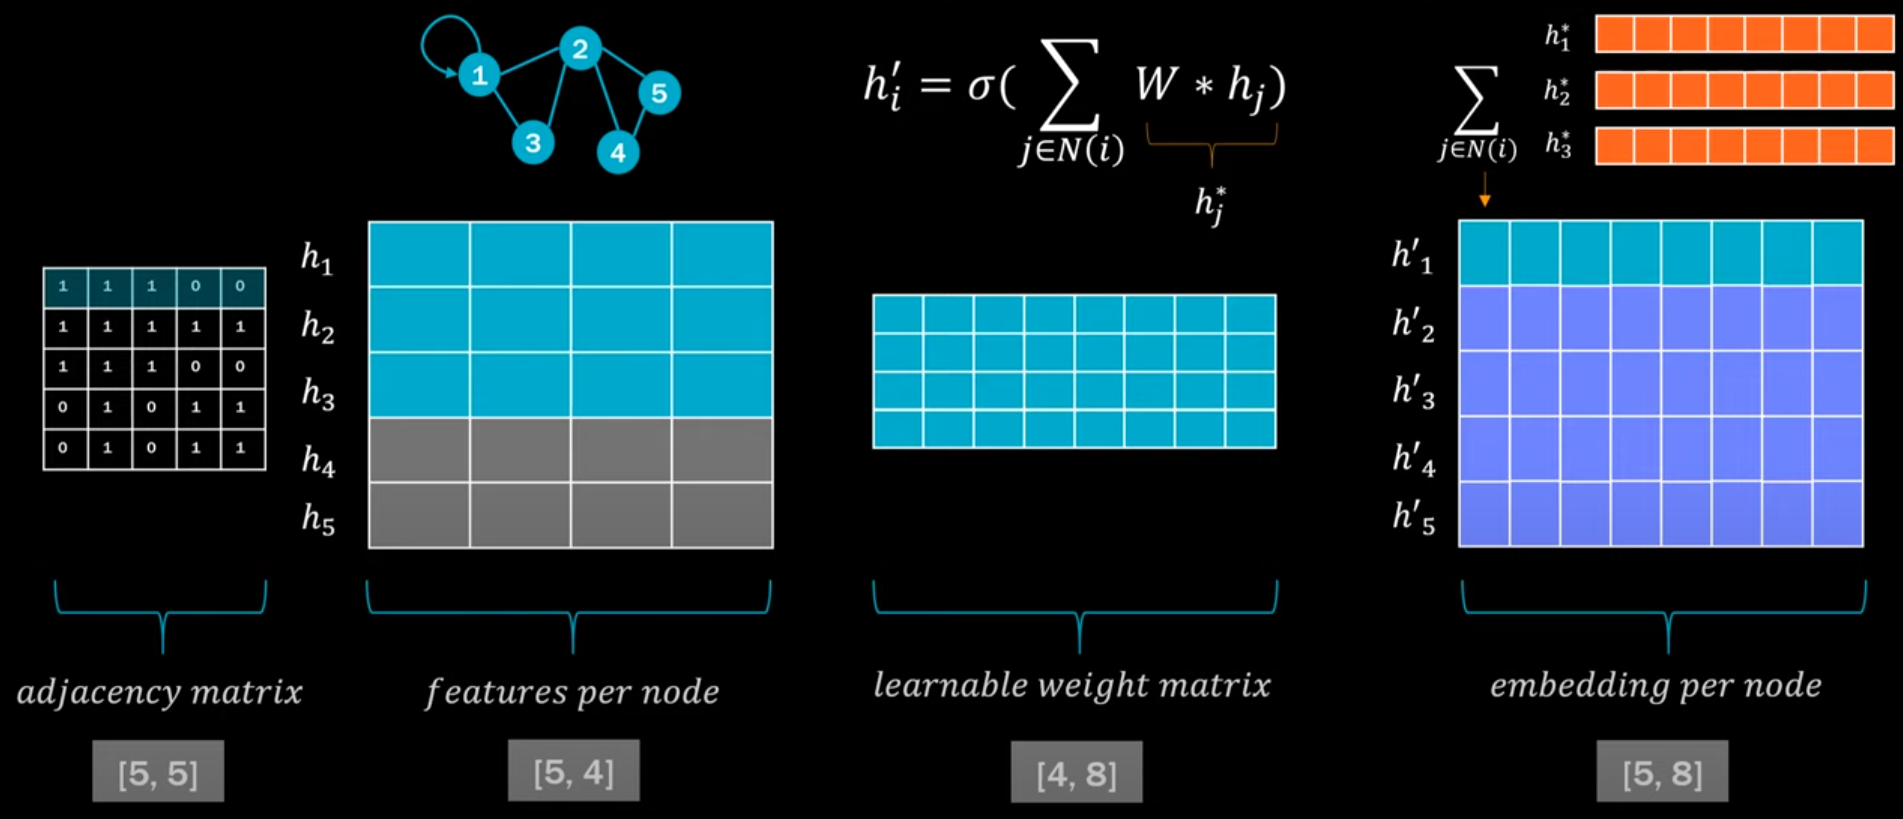 1
2
3
4
5
h'_i = σ( ∑_{j∈N(i)} W * h_j)
h*_j
∑_{j∈N(i)}
h*_1
h*_2
h*_3
1 1 1 0 0
1 1 1 1 1
1 1 1 0 0
0 1 0 1 1
0 1 0 1 1
h_1
h_2
h_3
h_4
h_5
h'_1
h'_2
h'_3
h'_4
h'_5
adjacency matrix
features per node
learnable weight matrix
embedding per node
[5, 5]
[5, 4]
[4, 8]
[5, 8]